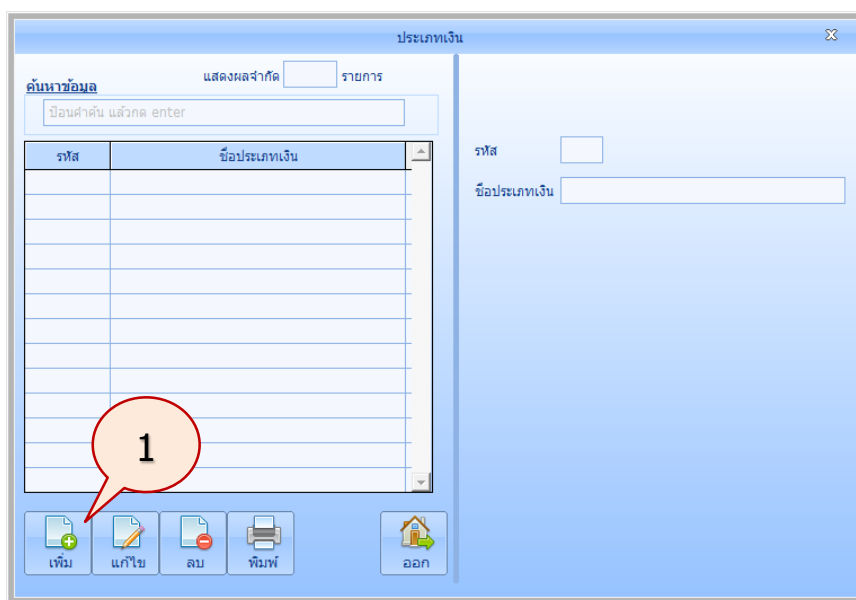 ประเภทเงิน
ค้นหาข้อมูล แสดงผลจำกัด รายการ
ป้อนคำค้น แล้วกด enter
รหัส ชื่อประเภทเงิน
รหัส
ชื่อประเภทเงิน
1
เพิ่ม แก้ไข ลบ พิมพ์ ออก